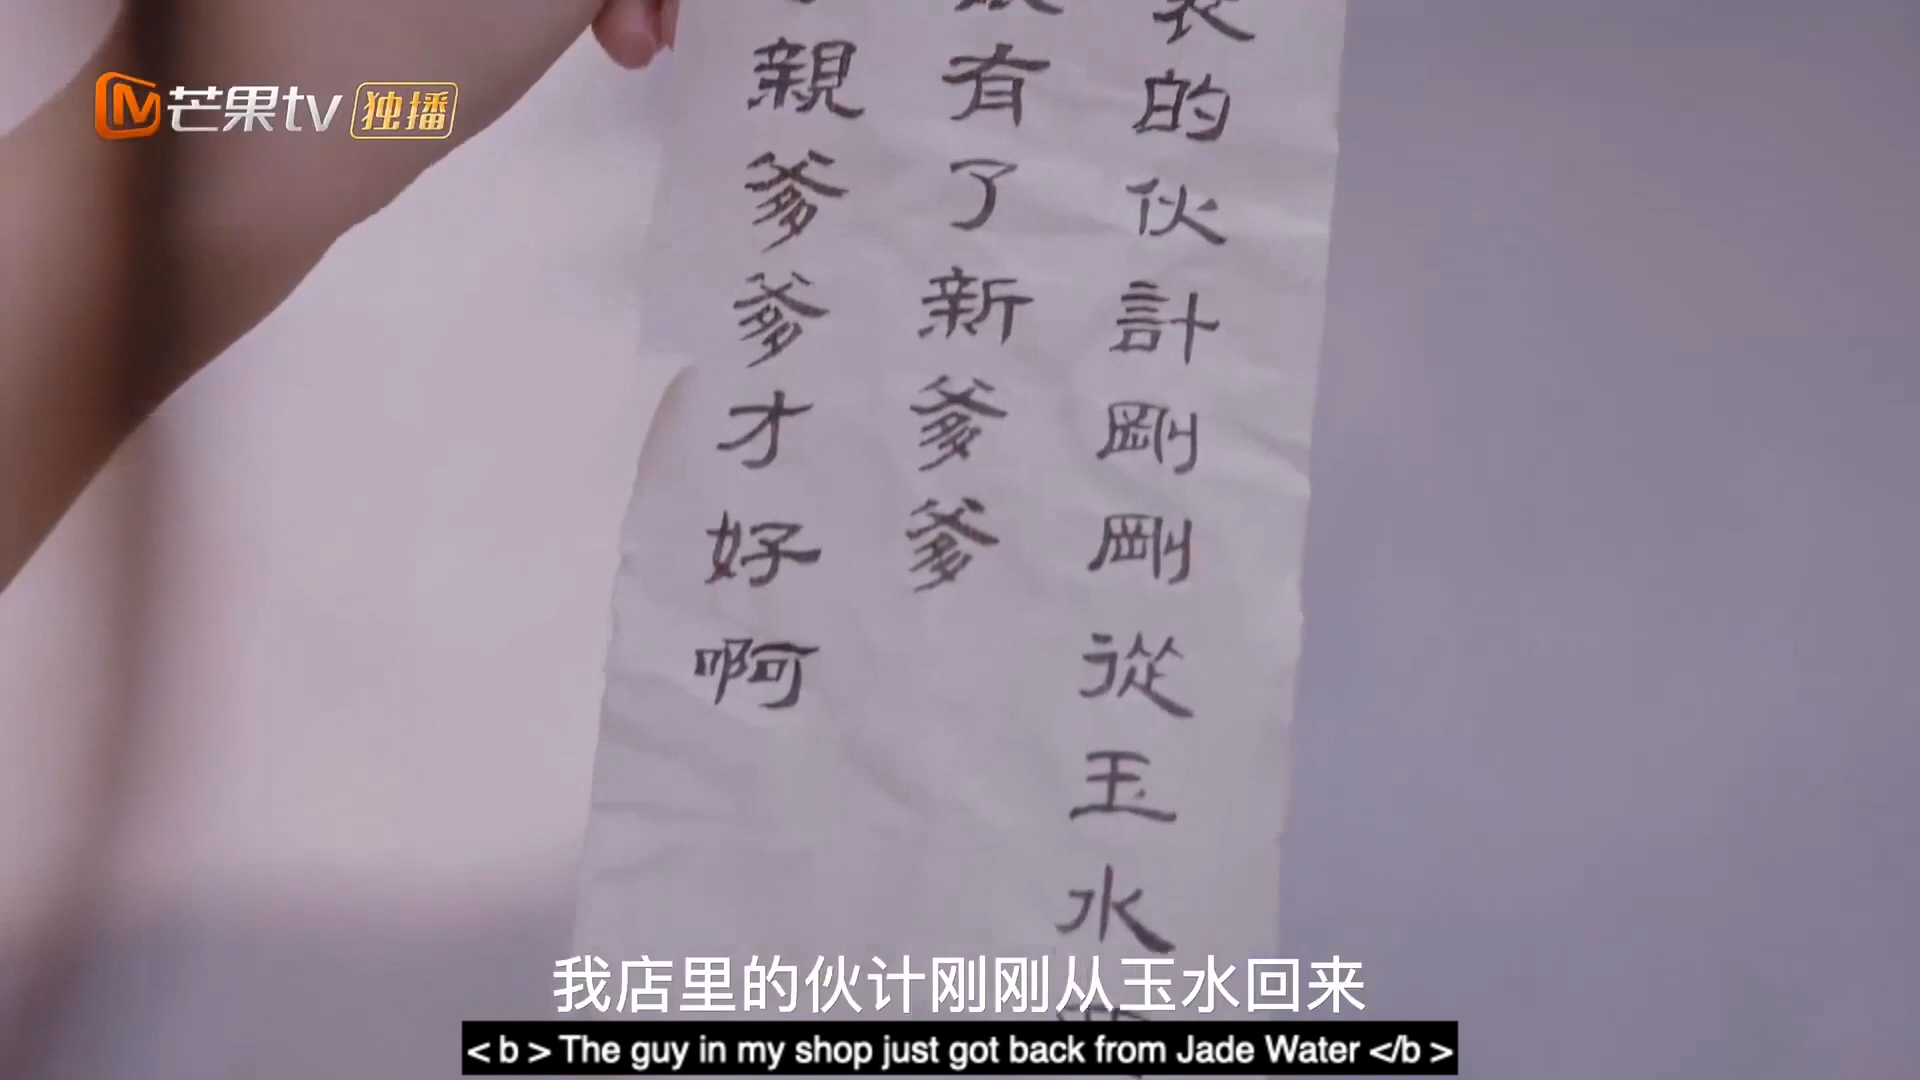 芒果tv 独播
裏的伙計剛剛從玉水
有了新爹爹
親爹爹才好啊
我店里的伙计刚刚从玉水回来
<b> The guy in my shop just got back from Jade Water </b>